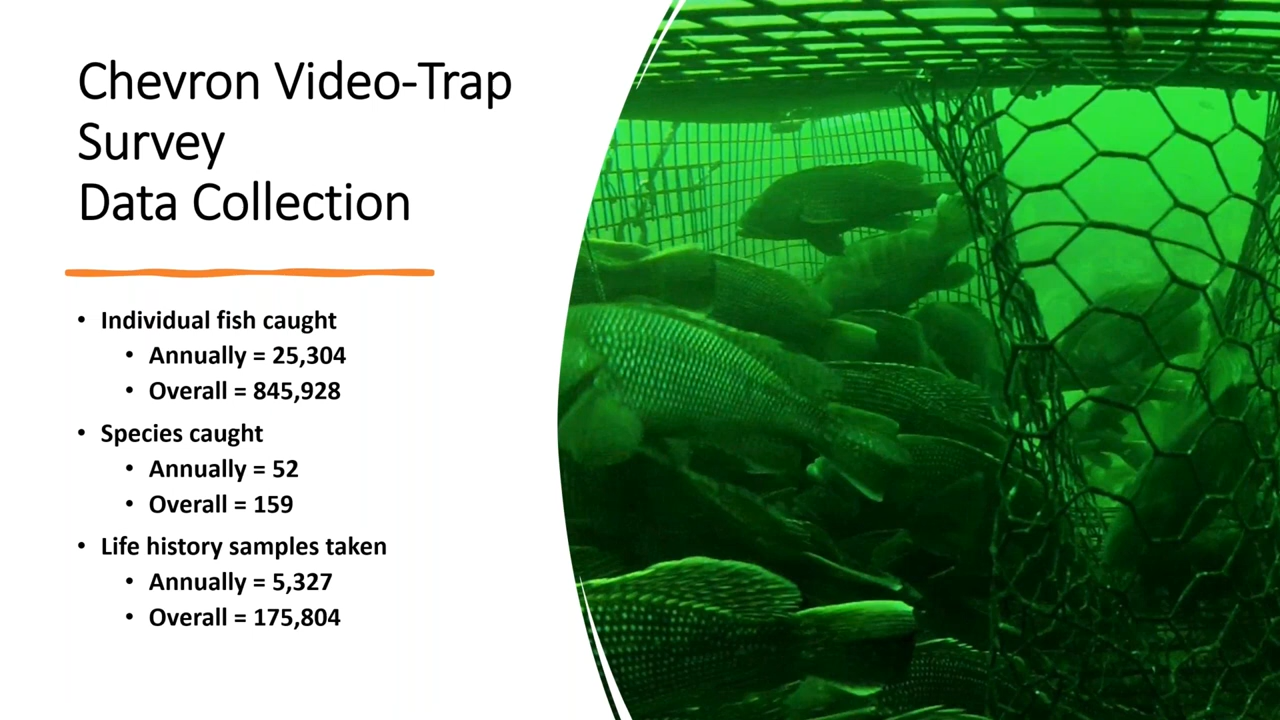 Chevron Video-Trap
Survey
Data Collection
• Individual fish caught
• Annually = 25,304
• Overall = 845,928
• Species caught
• Annually = 52
• Overall = 159
• Life history samples taken
• Annually = 5,327
• Overall = 175,804